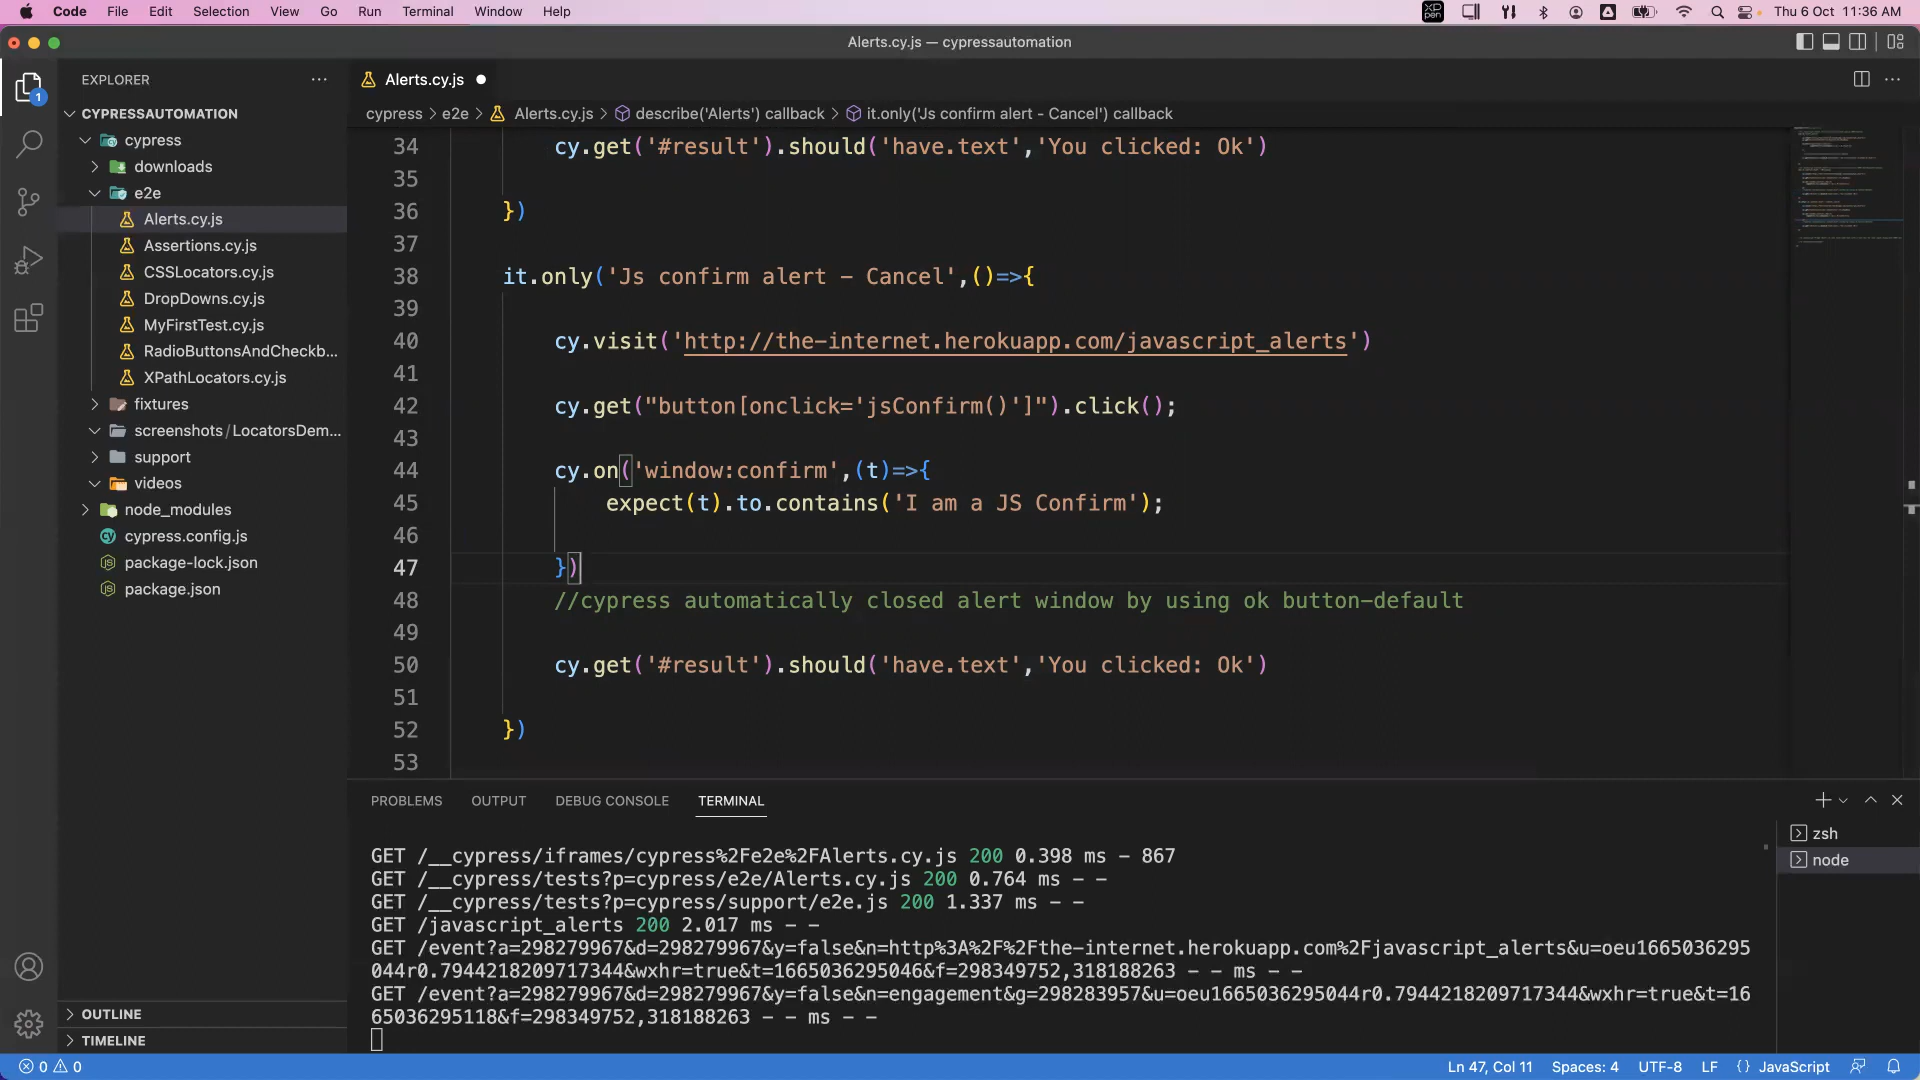 Code File Edit Selection View Go Run Terminal Window Help
XP pen
Thu 6 Oct 11:36 AM
Alerts.cy.js — cypressautomation
EXPLORER
1
CYPRESSAUTOMATION
cypress
downloads
e2e
Alerts.cy.js
Assertions.cy.js
CSSLocators.cy.js
DropDowns.cy.js
MyFirstTest.cy.js
RadioButtonsAndCheckb...
XPathLocators.cy.js
fixtures
screenshots/LocatorsDem...
support
videos
node_modules
cypress.config.js
package-lock.json
package.json
OUTLINE
TIMELINE
Alerts.cy.js
cypress > e2e > Alerts.cy.js > describe('Alerts') callback > it.only('Js confirm alert - Cancel') callback
34 cy.get('#result').should('have.text','You clicked: Ok')
35
36 })
37
38 it.only('Js confirm alert - Cancel',()=>{
39
40 cy.visit('http://the-internet.herokuapp.com/javascript_alerts')
41
42 cy.get("button[onclick='jsConfirm()']").click();
43
44 cy.on('window:confirm',(t)=>{
45 expect(t).to.contains('I am a JS Confirm');
46
47 })
48 //cypress automatically closed alert window by using ok button-default
49
50 cy.get('#result').should('have.text','You clicked: Ok')
51
52 })
53
PROBLEMS OUTPUT DEBUG CONSOLE TERMINAL
GET /__cypress/iframes/cypress%2Fe2e%2FAlerts.cy.js 200 0.398 ms - 867
GET /__cypress/tests?p=cypress/e2e/Alerts.cy.js 200 0.764 ms - -
GET /__cypress/tests?p=cypress/support/e2e.js 200 1.337 ms - -
GET /javascript_alerts 200 2.017 ms - -
GET /event?a=298279967&d=298279967&y=false&n=http%3A%2F%2Fthe-internet.herokuapp.com%2Fjavascript_alerts&u=oeu1665036295
044r0.7944218209717344&wxhr=true&t=1665036295046&f=298349752,318188263 - - ms - -
GET /event?a=298279967&d=298279967&y=false&n=engagement&g=298283957&u=oeu1665036295044r0.7944218209717344&wxhr=true&t=16
65036295118&f=298349752,318188263 - - ms - -
zsh
node
0 0
Ln 47, Col 11 Spaces: 4 UTF-8 LF {} JavaScript